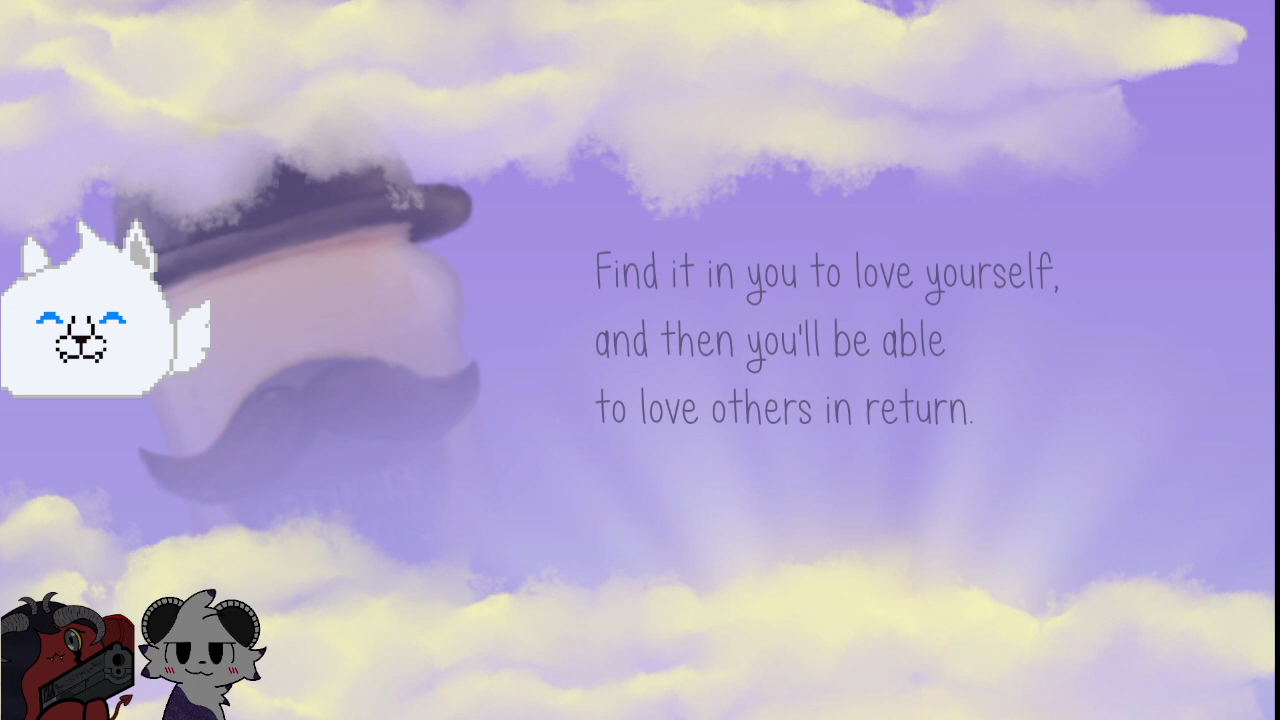 Find it in you to love yourself,
and then you'll be able
to love others in return.